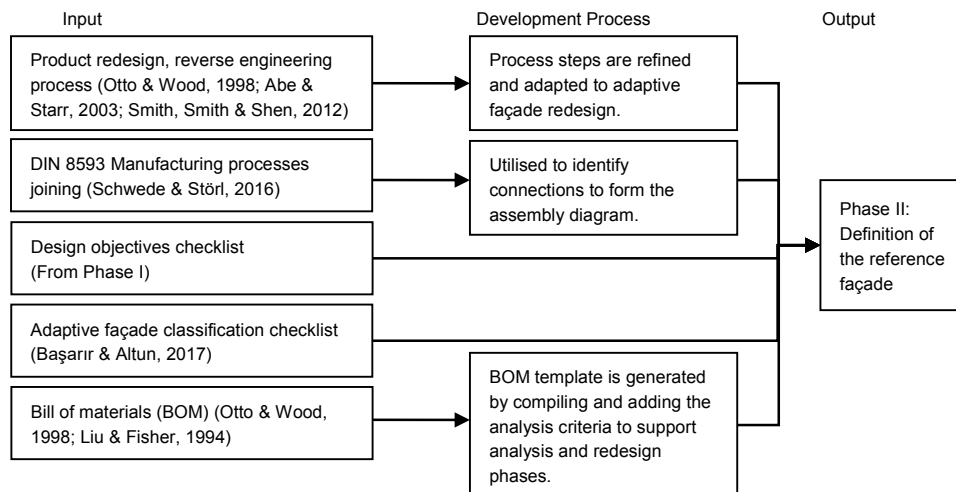 Input
Development Process
Output
Product redesign, reverse engineering
process (Otto & Wood, 1998; Abe &
Starr, 2003; Smith, Smith & Shen, 2012)
Process steps are refined
and adapted to adaptive
façade redesign.
DIN 8593 Manufacturing processes
joining (Schwede & Störl, 2016)
Utilised to identify
connections to form the
assembly diagram.
Design objectives checklist
(From Phase I)
Adaptive façade classification checklist
(Başarır & Altun, 2017)
Bill of materials (BOM) (Otto & Wood,
1998; Liu & Fisher, 1994)
BOM template is generated
by compiling and adding the
analysis criteria to support
analysis and redesign
phases.
Phase II:
Definition of
the reference
façade